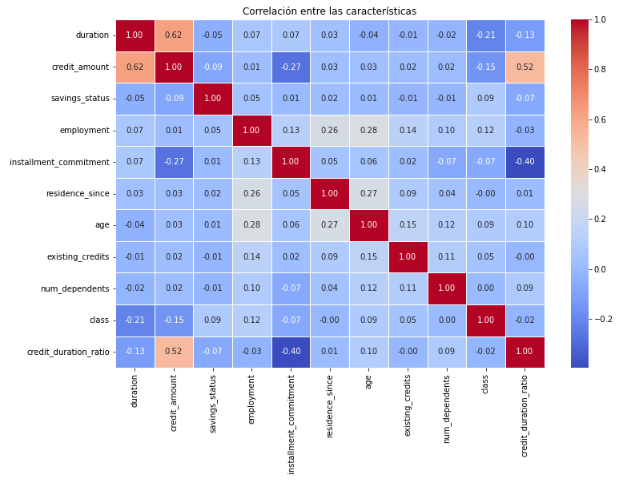 Correlación entre las características
duration 1.00 0.62 -0.05 0.07 0.07 0.03 -0.04 -0.01 -0.02 -0.21 -0.13
credit_amount 0.62 1.00 -0.09 0.01 -0.27 0.03 0.03 0.02 0.02 -0.15 0.52
savings_status -0.05 -0.09 1.00 0.05 0.01 0.02 0.01 -0.01 -0.01 0.09 -0.07
employment 0.07 0.01 0.05 1.00 0.13 0.26 0.28 0.14 0.10 0.12 -0.03
installment_commitment 0.07 -0.27 0.01 0.13 1.00 0.05 0.06 0.02 -0.07 -0.07 -0.40
residence_since 0.03 0.03 0.02 0.26 0.05 1.00 0.27 0.09 0.04 -0.00 0.01
age -0.04 0.03 0.01 0.28 0.06 0.27 1.00 0.15 0.12 0.09 0.10
existing_credits -0.01 0.02 -0.01 0.14 0.02 0.09 0.15 1.00 0.11 0.05 -0.00
num_dependents -0.02 0.02 -0.01 0.10 -0.07 0.04 0.12 0.11 1.00 0.00 0.09
class -0.21 -0.15 0.09 0.12 -0.07 -0.00 0.09 0.05 0.00 1.00 -0.02
credit_duration_ratio -0.13 0.52 -0.07 -0.03 -0.40 0.01 0.10 -0.00 0.09 -0.02 1.00
duration
credit_amount
savings_status
employment
installment_commitment
residence_since
age
existing_credits
num_dependents
class
credit_duration_ratio
1.0
0.8
0.6
0.4
0.2
0.0
-0.2